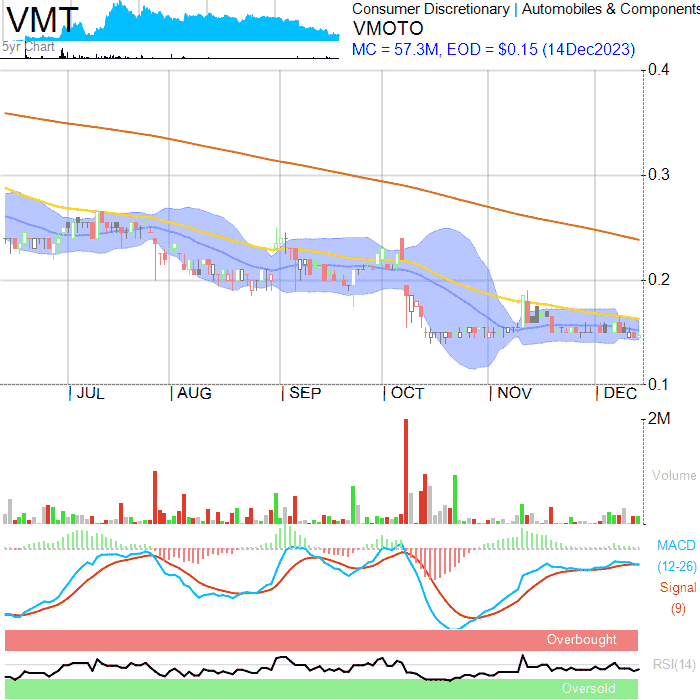 VMT
5yr Chart
Consumer Discretionary | Automobiles & Components
VMOTO
MC = 57.3M, EOD = $0.15 (14Dec2023)
0.4
0.3
0.2
0.1
| JUL | AUG | SEP | OCT | NOV | DEC
2M
Volume
MACD
(12-26)
Signal
(9)
Overbought
RSI(14)
Oversold